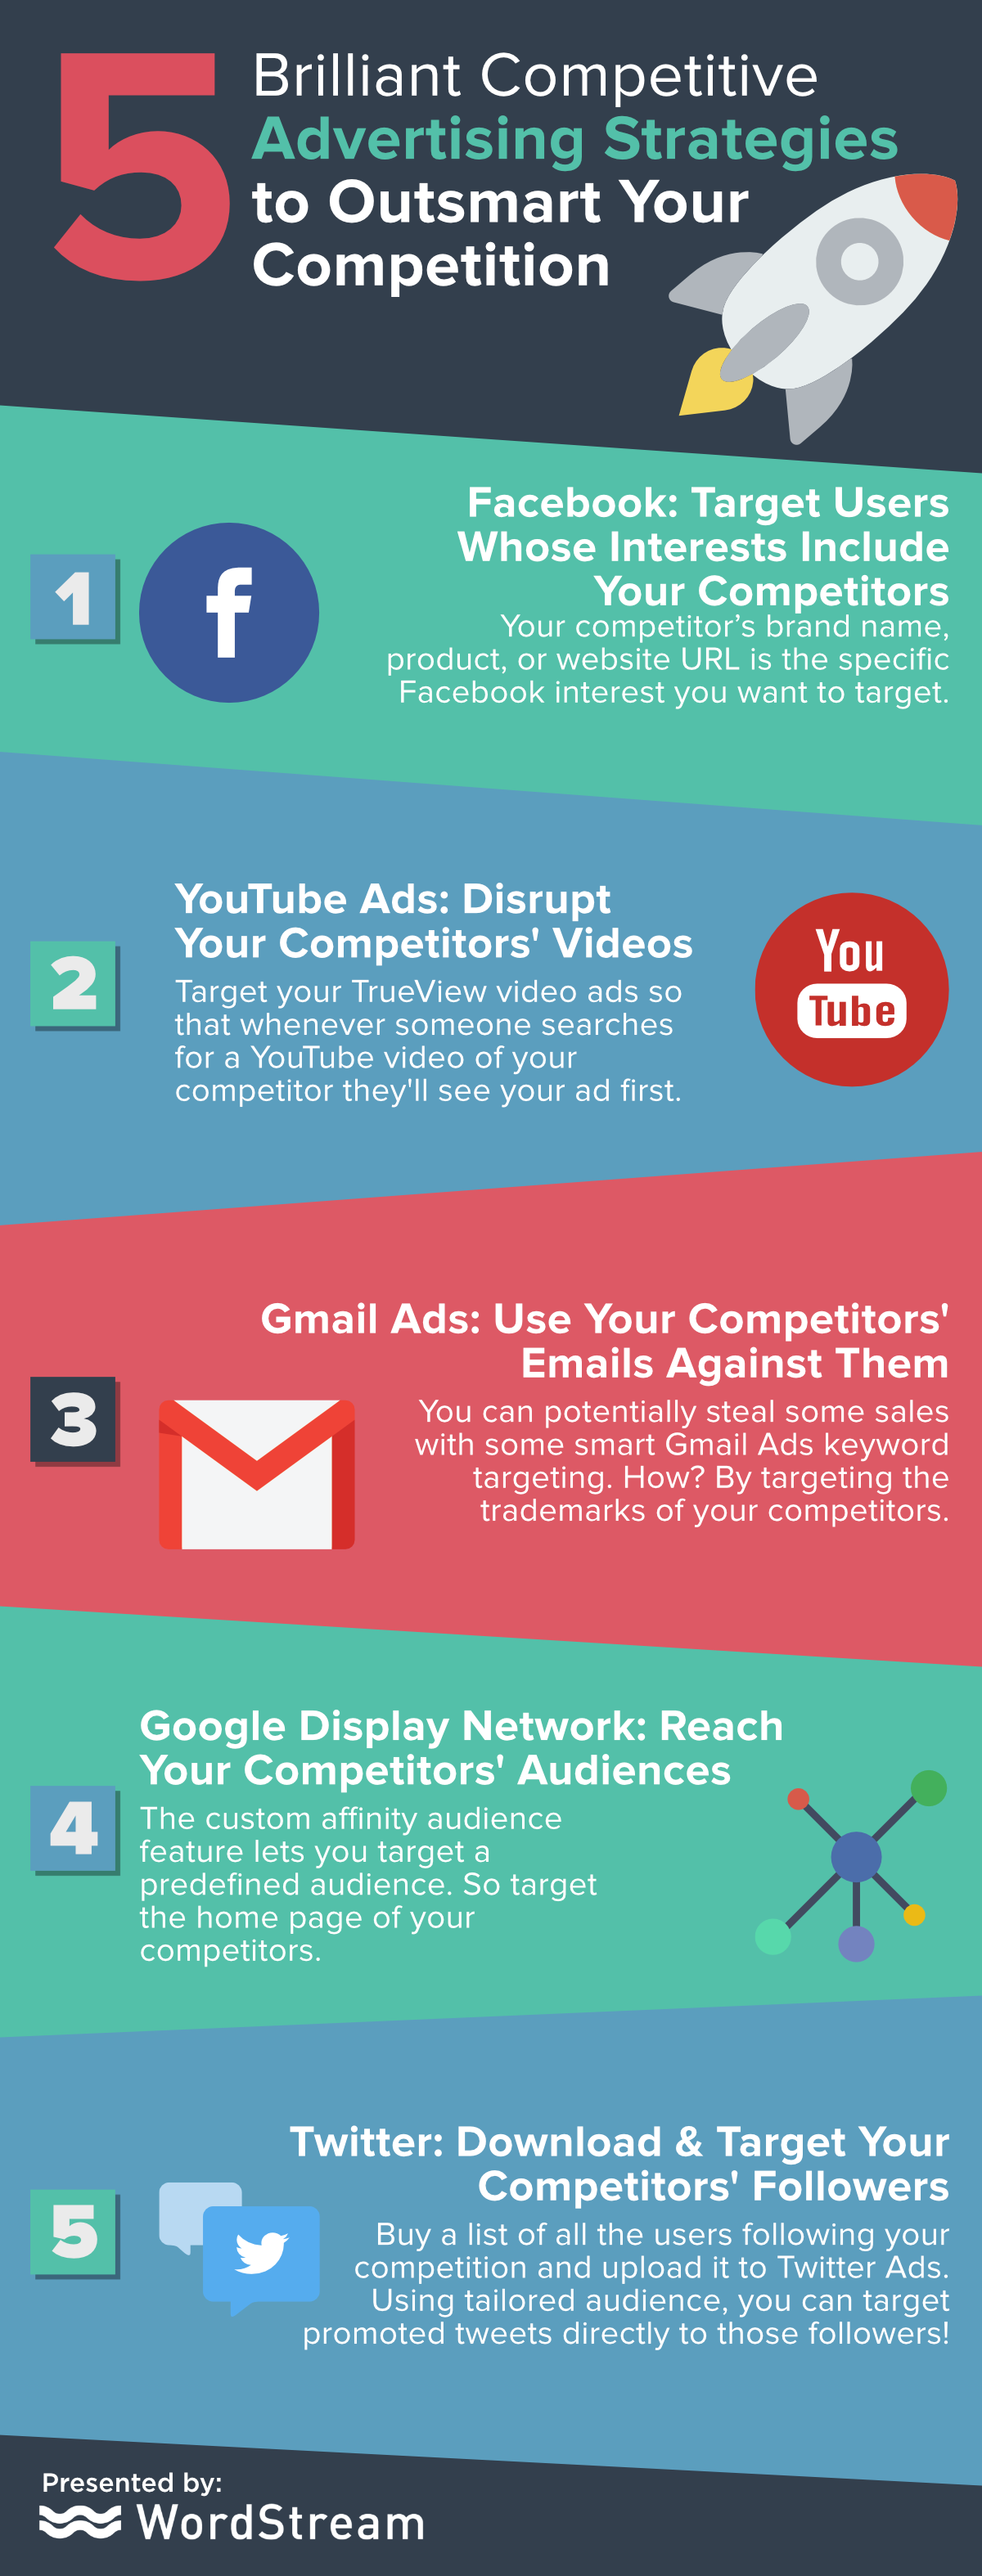 5
Brilliant Competitive
Advertising Strategies
to Outsmart Your
Competition
1
f
Facebook: Target Users
Whose Interests Include
Your Competitors
Your competitor’s brand name,
product, or website URL is the specific
Facebook interest you want to target.
2
YouTube Ads: Disrupt
Your Competitors' Videos
Target your TrueView video ads so
that whenever someone searches
for a YouTube video of your
competitor they'll see your ad first.
You
Tube
3
Gmail Ads: Use Your Competitors'
Emails Against Them
You can potentially steal some sales
with some smart Gmail Ads keyword
targeting. How? By targeting the
trademarks of your competitors.
4
Google Display Network: Reach
Your Competitors' Audiences
The custom affinity audience
feature lets you target a
predefined audience. So target
the home page of your
competitors.
5
Twitter: Download & Target Your
Competitors' Followers
Buy a list of all the users following your
competition and upload it to Twitter Ads.
Using tailored audience, you can target
promoted tweets directly to those followers!
Presented by:
WordStream